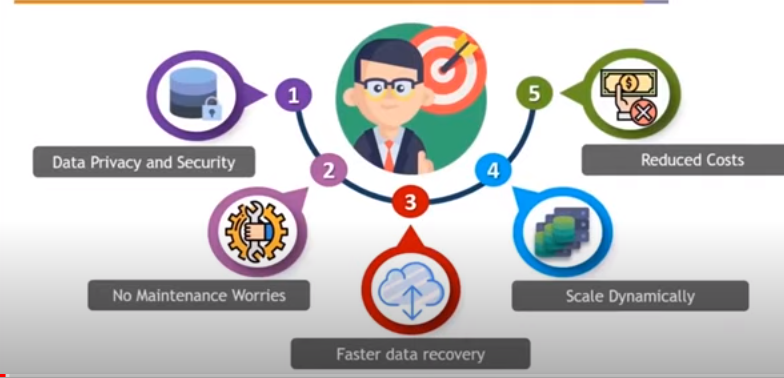 1
Data Privacy and Security
2
No Maintenance Worries
3
Faster data recovery
4
Scale Dynamically
5
Reduced Costs
$